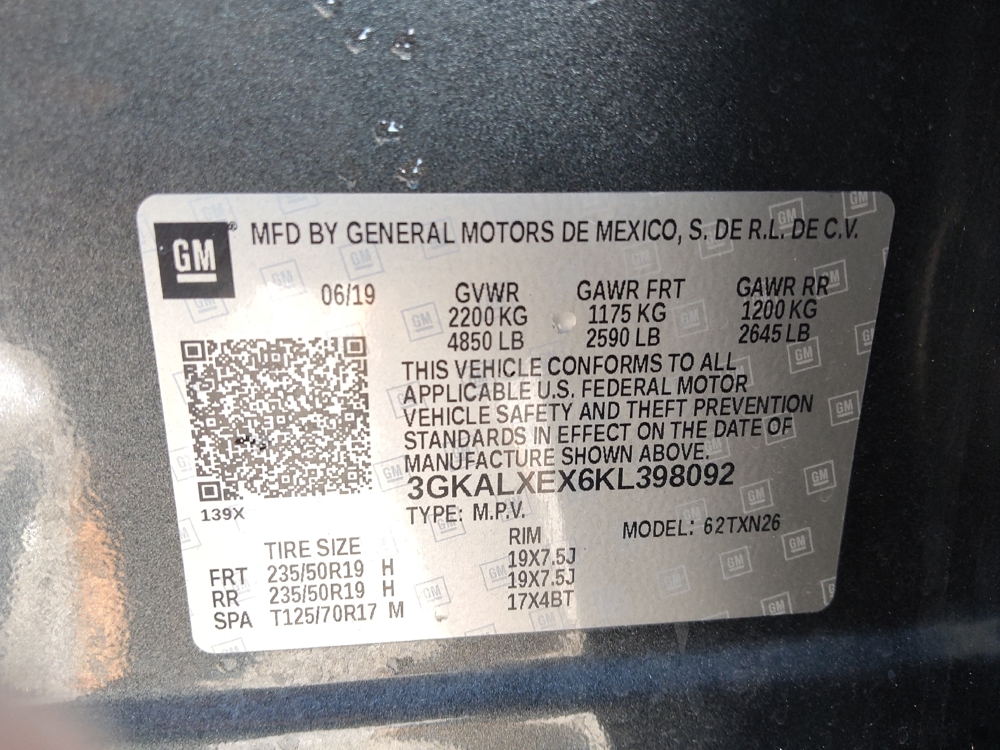 GM® MFD BY GENERAL MOTORS DE MEXICO, S. DE R.L. DE C.V.
06/19
GVWR GAWR FRT GAWR RR
2200 KG 1175 KG 1200 KG
4850 LB 2590 LB 2645 LB
THIS VEHICLE CONFORMS TO ALL
APPLICABLE U.S. FEDERAL MOTOR
VEHICLE SAFETY AND THEFT PREVENTION
STANDARDS IN EFFECT ON THE DATE OF
MANUFACTURE SHOWN ABOVE.
3GKALXEX6KL398092
139X
TYPE: M.P.V. MODEL: 62TXN26
TIRE SIZE RIM
FRT 235/50R19 H 19X7.5J
RR 235/50R19 H 19X7.5J
SPA T125/70R17 M 17X4BT